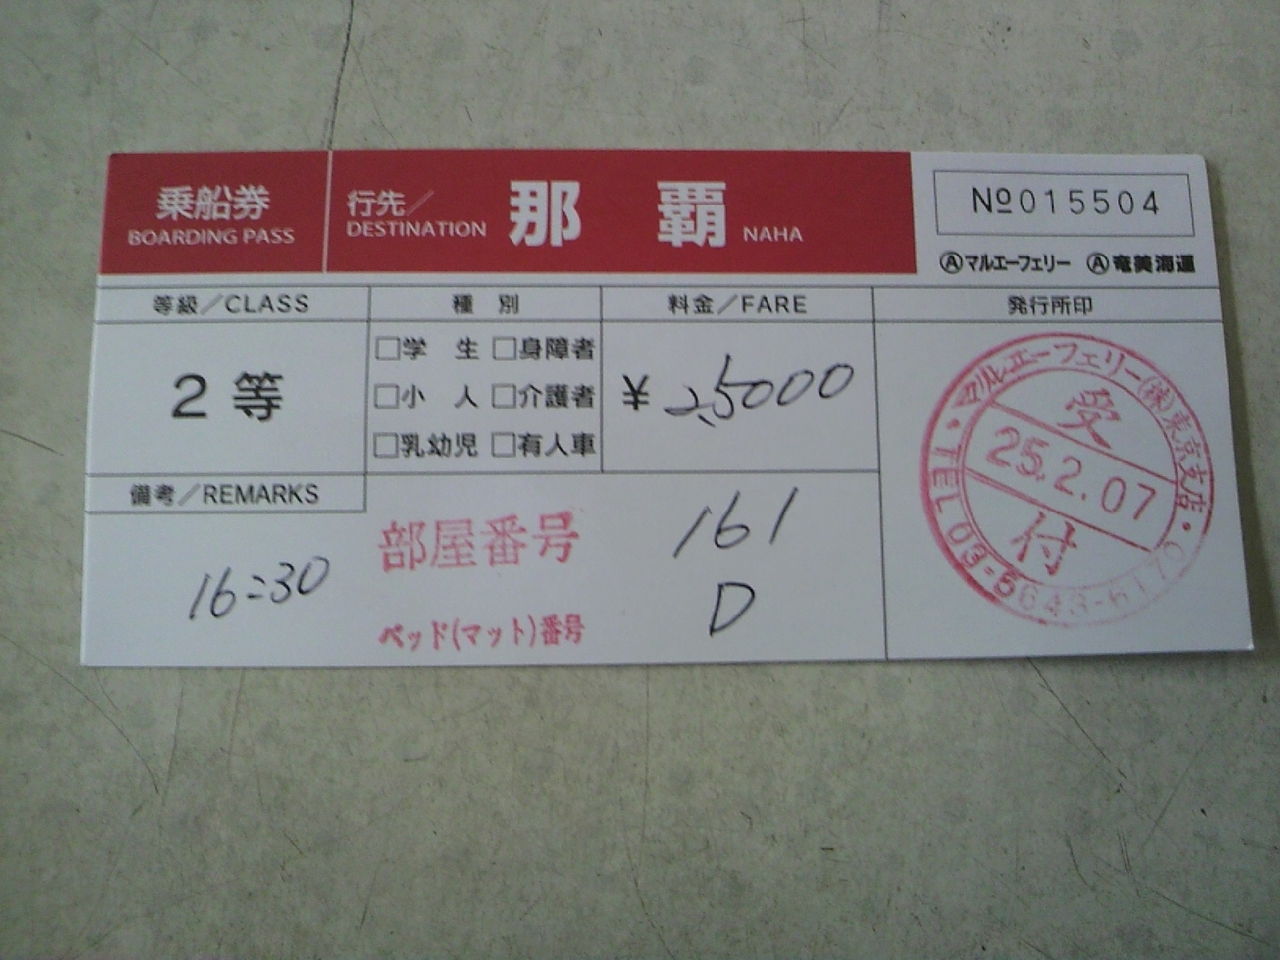 乗船券
BOARDING PASS
行先／
DESTINATION
那覇 NAHA
№015504
Ⓐマルエーフェリー Ⓐ奄美海運
等級／CLASS
種別
料金／FARE
発行所印
2等
□学生 □身障者
□小人 □介護者
□乳幼児 □有人車
¥ 25000
備考／REMARKS
16:30
部屋番号 161
ベッド(マット)番号 D
マルエーフェリー(株)東京支店・TEL03-5643-6170・
受
25.2.07
付